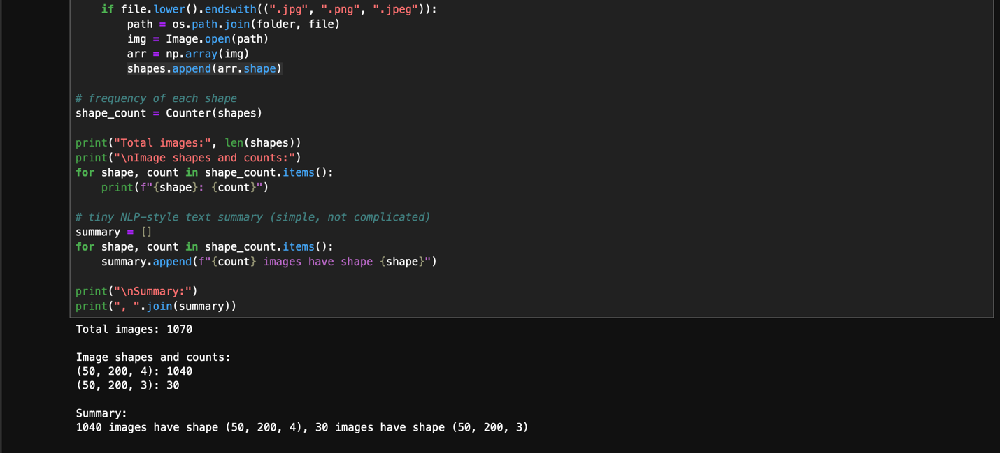 if file.lower().endswith((".jpg", ".png", ".jpeg")):
        path = os.path.join(folder, file)
        img = Image.open(path)
        arr = np.array(img)
        shapes.append(arr.shape)

# frequency of each shape
shape_count = Counter(shapes)

print("Total images:", len(shapes))
print("\nImage shapes and counts:")
for shape, count in shape_count.items():
    print(f"{shape}: {count}")

# tiny NLP-style text summary (simple, not complicated)
summary = []
for shape, count in shape_count.items():
    summary.append(f"{count} images have shape {shape}")

print("\nSummary:")
print(", ".join(summary))
Total images: 1070

Image shapes and counts:
(50, 200, 4): 1040
(50, 200, 3): 30

Summary:
1040 images have shape (50, 200, 4), 30 images have shape (50, 200, 3)